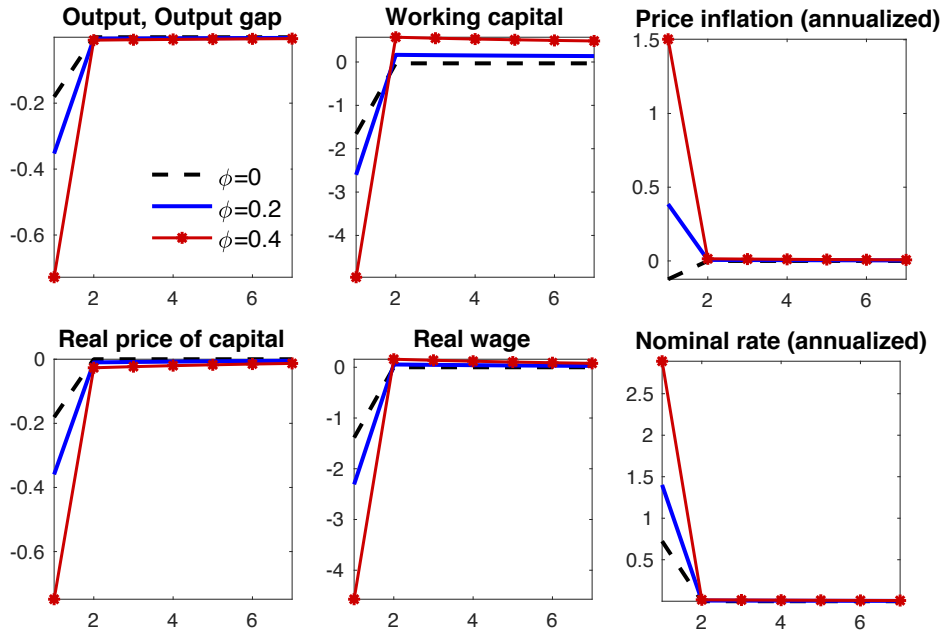 Output, Output gap
-0.2
-0.4
-0.6
2 4 6
ϕ=0
ϕ=0.2
ϕ=0.4
Working capital
0
-1
-2
-3
-4
2 4 6
Price inflation (annualized)
1.5
1
0.5
0
2 4 6
Real price of capital
0
-0.2
-0.4
-0.6
2 4 6
Real wage
0
-1
-2
-3
-4
2 4 6
Nominal rate (annualized)
2.5
2
1.5
1
0.5
2 4 6